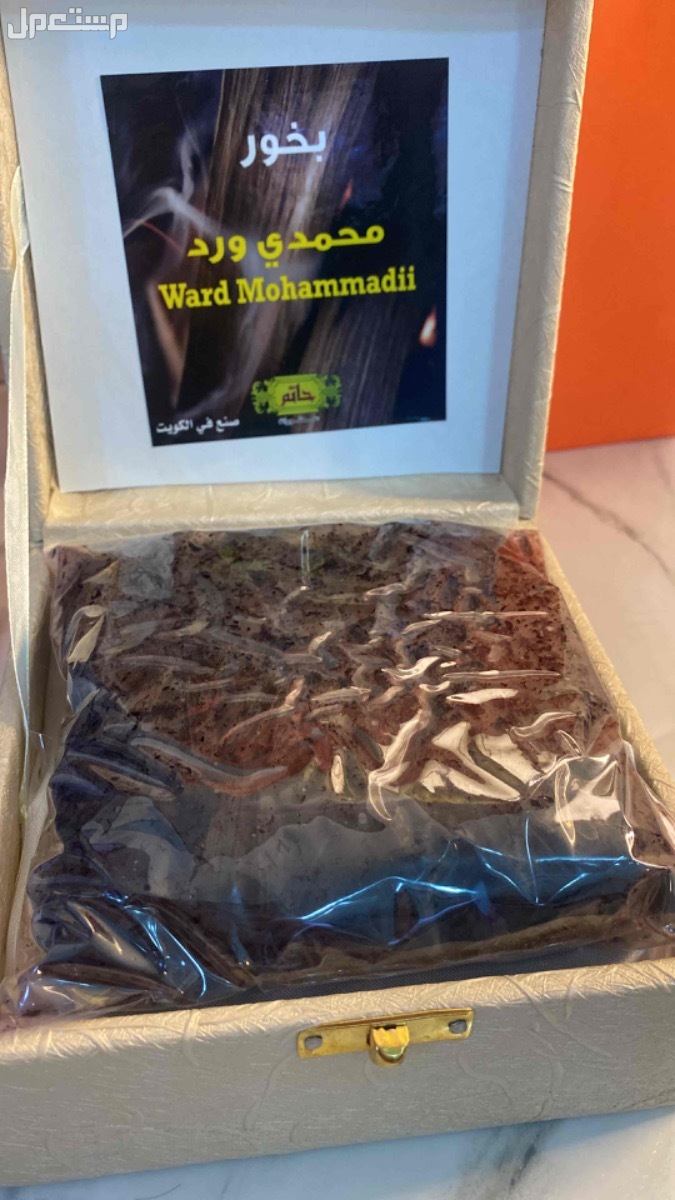 مستعمل
بخور
محمدي ورد
Ward Mohammadii
حاتم
صنع في الكويت